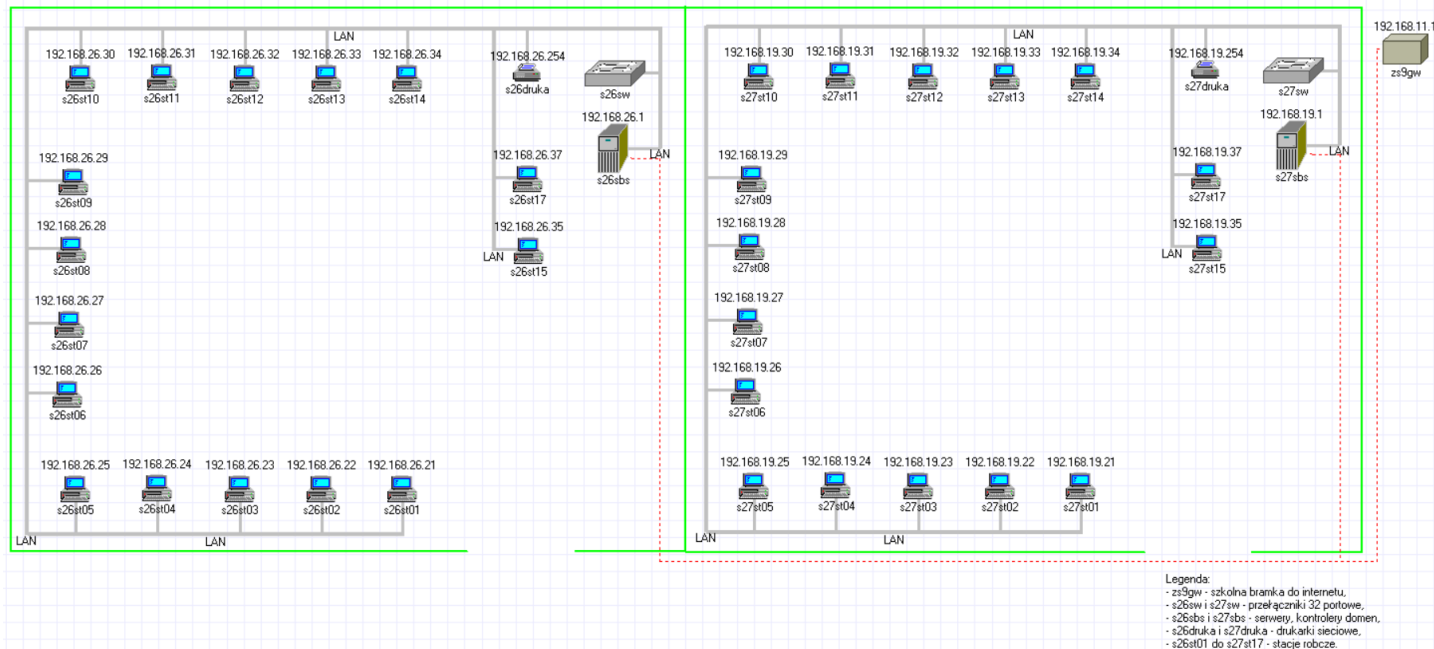 LAN
192.168.26.30
192.168.26.31
192.168.26.32
192.168.26.33
192.168.26.34
192.168.26.254
s26st10
s26st11
s26st12
s26st13
s26st14
s26druka
s26sw
192.168.26.1
LAN
s26sbs
192.168.26.29
s26st09
192.168.26.37
s26st17
192.168.26.28
s26st08
192.168.26.35
LAN
s26st15
192.168.26.27
s26st07
192.168.26.26
s26st06
192.168.26.25
192.168.26.24
192.168.26.23
192.168.26.22
192.168.26.21
s26st05
s26st04
s26st03
s26st02
s26st01
LAN
LAN
LAN
192.168.19.30
192.168.19.31
192.168.19.32
192.168.19.33
192.168.19.34
192.168.19.254
s27st10
s27st11
s27st12
s27st13
s27st14
s27druka
s27sw
192.168.19.1
LAN
s27sbs
192.168.19.29
s27st09
192.168.19.37
s27st17
192.168.19.28
s27st08
192.168.19.35
LAN
s27st15
192.168.19.27
s27st07
192.168.19.26
s27st06
192.168.19.25
192.168.19.24
192.168.19.23
192.168.19.22
192.168.19.21
s27st05
s27st04
s27st03
s27st02
s27st01
LAN
LAN
192.168.11.1
zs9gw
Legenda:
- zs9gw - szkolna bramka do internetu,
- s26sw i s27sw - przełączniki 32 portowe,
- s26sbs i s27sbs - serwery, kontrolery domen,
- s26druka i s27druka - drukarki sieciowe,
- s26st01 do s27st17 - stacje robcze.